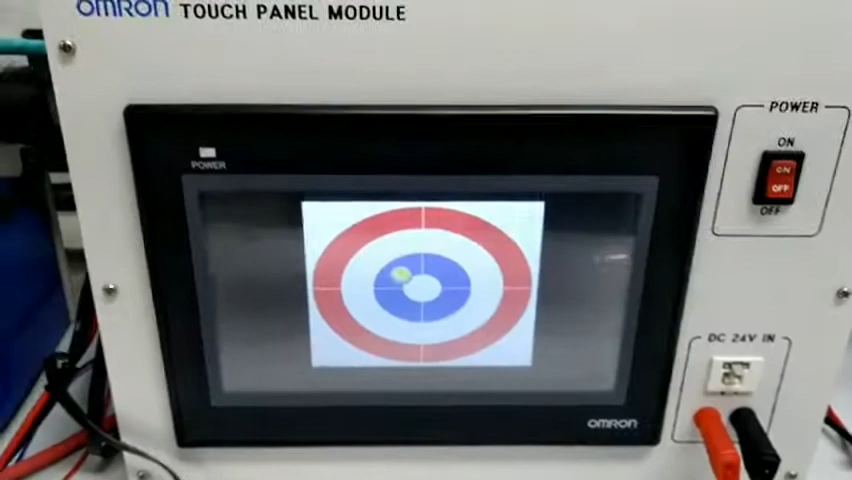 OMRON TOUCH PANEL MODULE
POWER
POWER
ON
ON
OFF
OFF
DC 24V IN
OMRON